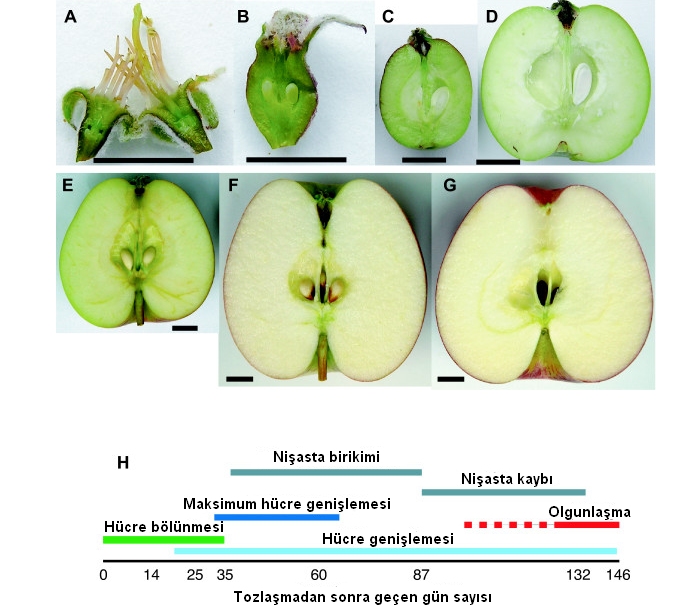 A
B
C
D
E
F
G
H
Nişasta birikimi
Nişasta kaybı
Maksimum hücre genişlemesi
Olgunlaşma
Hücre bölünmesi
Hücre genişlemesi
0 14 25 35 60 87 132 146
Tozlaşmadan sonra geçen gün sayısı